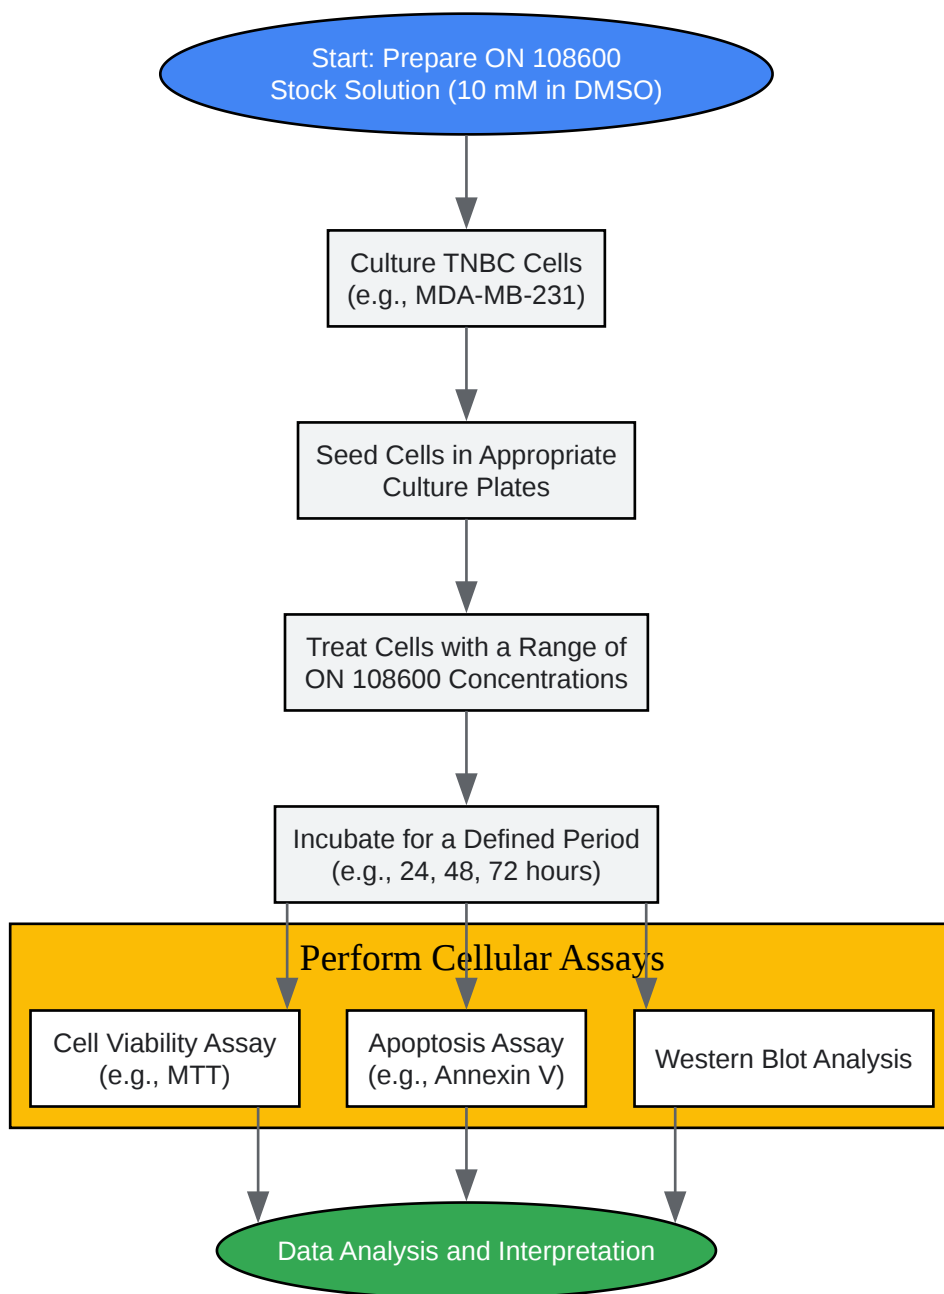 Start: Prepare ON 108600
Stock Solution (10 mM in DMSO)
Culture TNBC Cells
(e.g., MDA-MB-231)
Seed Cells in Appropriate
Culture Plates
Treat Cells with a Range of
ON 108600 Concentrations
Incubate for a Defined Period
(e.g., 24, 48, 72 hours)
Perform Cellular Assays
Cell Viability Assay
(e.g., MTT)
Apoptosis Assay
(e.g., Annexin V)
Western Blot Analysis
Data Analysis and Interpretation